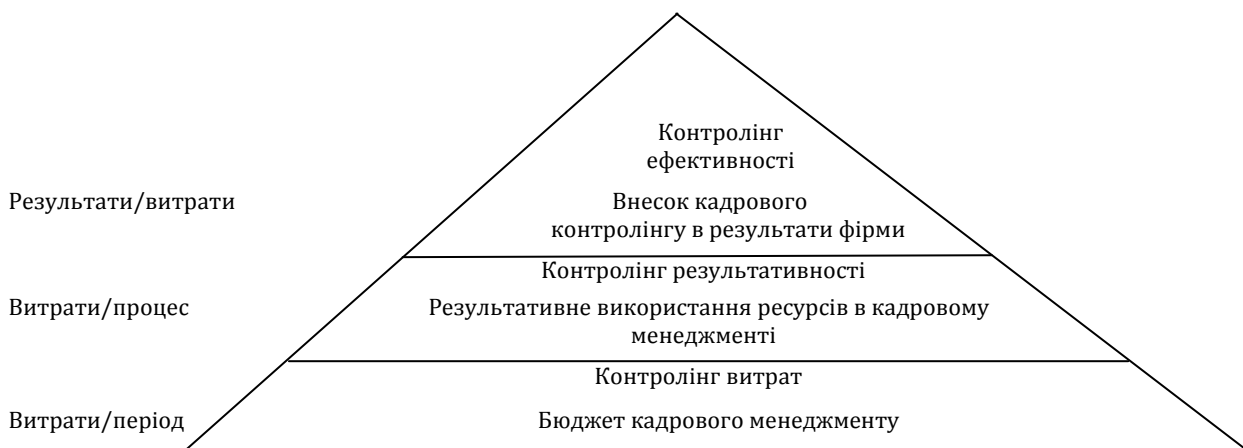 Контролінг
ефективності
Результати/витрати
Внесок кадрового
контролінгу в результати фірми
Контролінг результативності
Витрати/процес
Результативне використання ресурсів в кадровому
менеджменті
Контролінг витрат
Витрати/період
Бюджет кадрового менеджменту